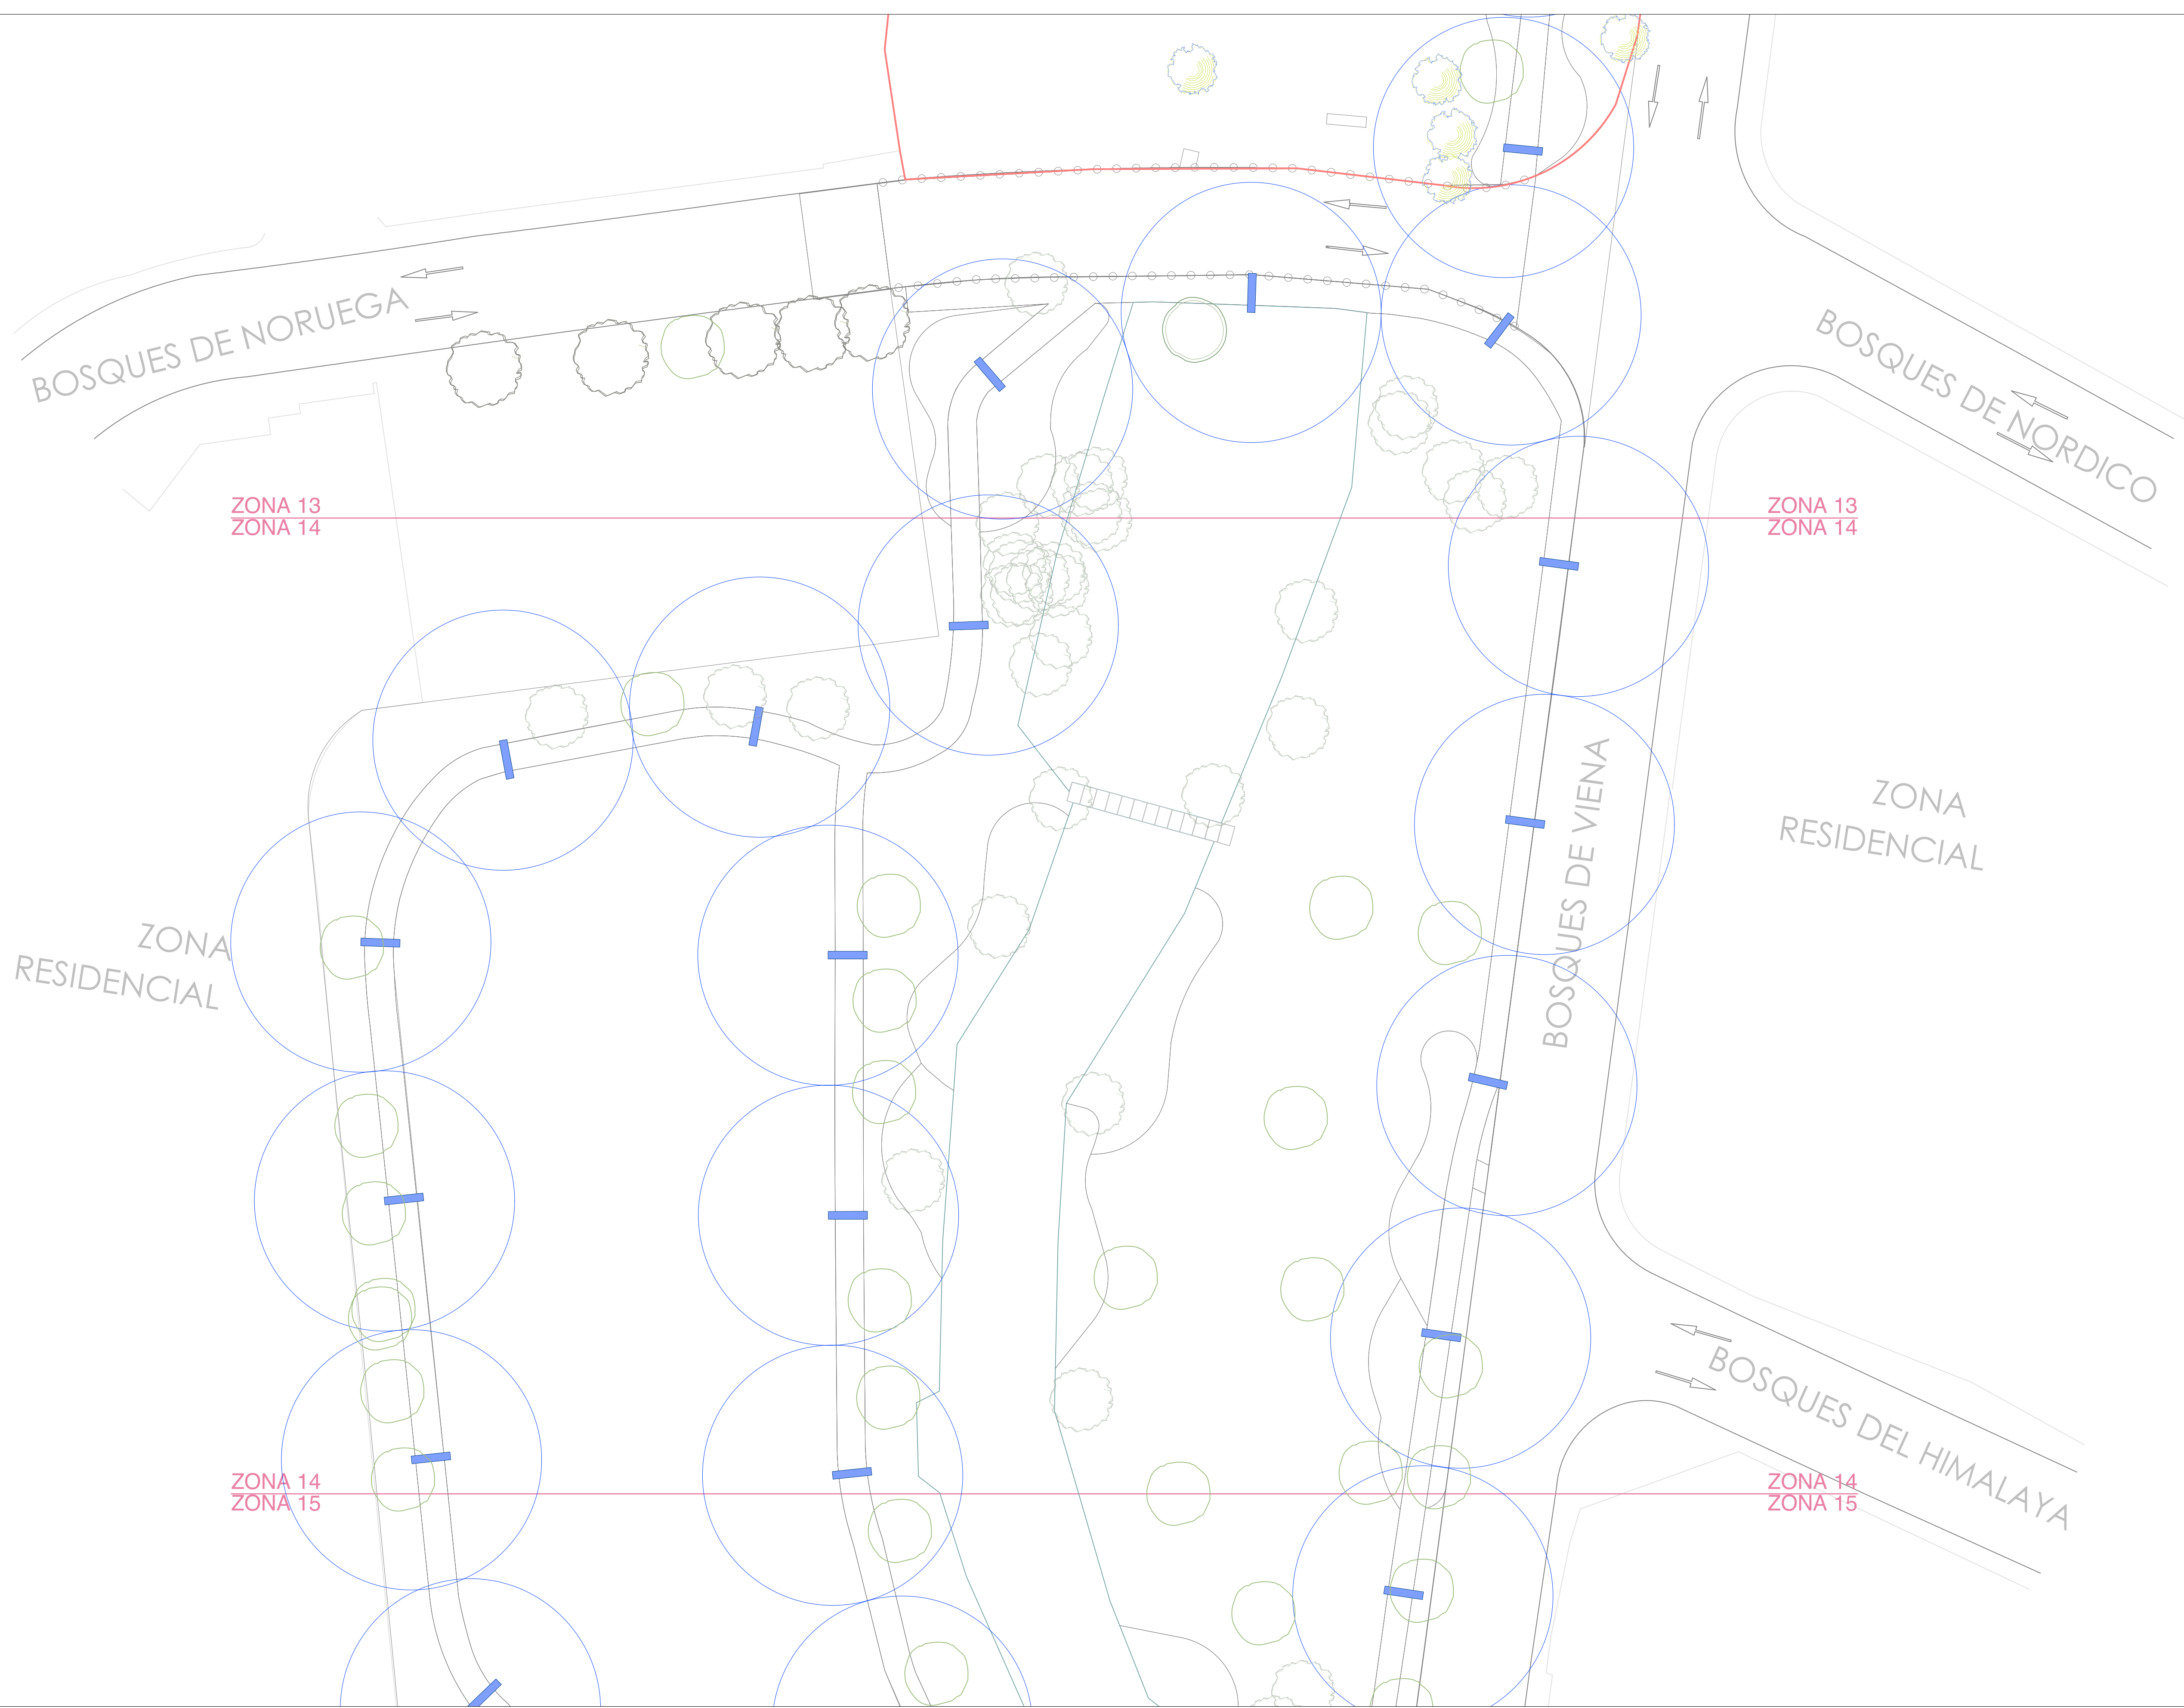 BOSQUES DE NORUEGA
BOSQUES DE NORDICO
ZONA 13
ZONA 14
ZONA 13
ZONA 14
BOSQUES DE VIENA
ZONA
RESIDENCIAL
ZONA
RESIDENCIAL
BOSQUES DEL HIMALAYA
ZONA 14
ZONA 15
ZONA 14
ZONA 15